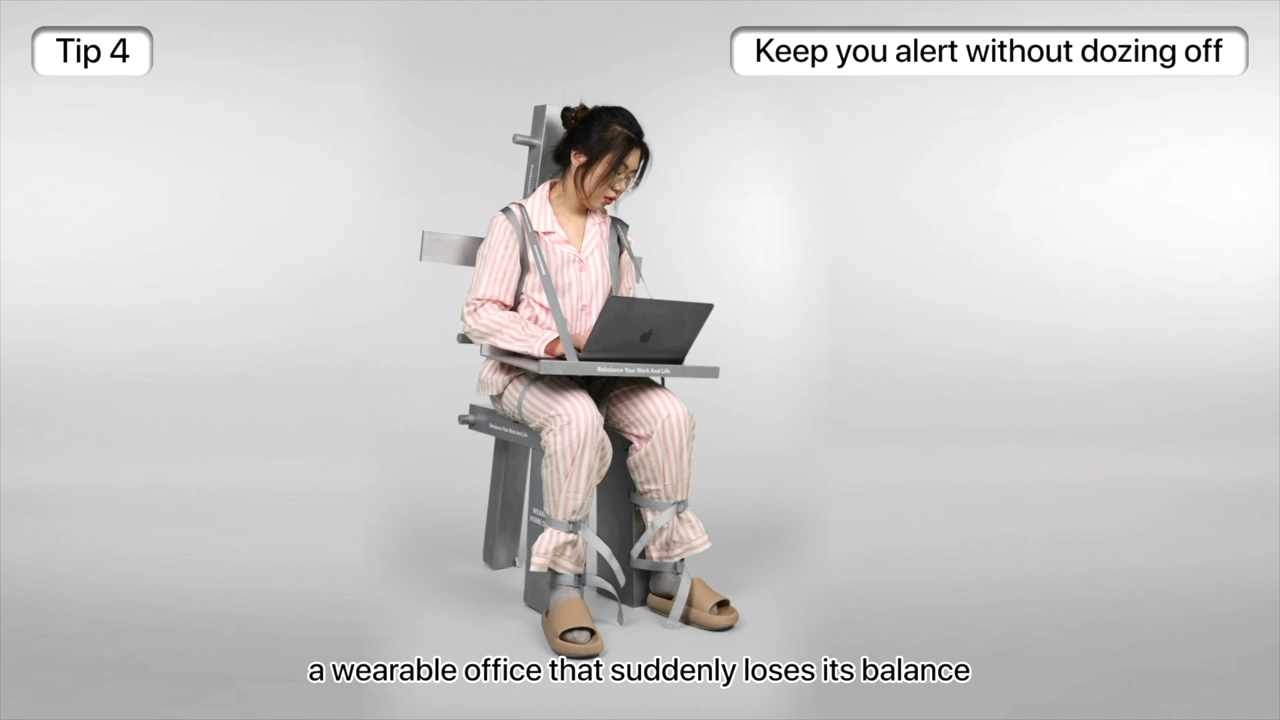 Tip 4
Keep you alert without dozing off
Rebalance Your Work And Life
Rebalance Your Work And Life
a wearable office that suddenly loses its balance